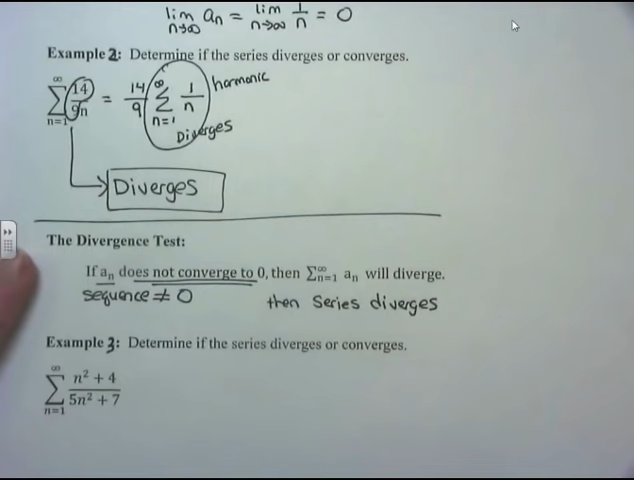 lim n→∞ an = lim n→∞ 1/n = 0
Example 2: Determine if the series diverges or converges.
∞ ∑ n=1 14/9n = 14/9 ∞ ∑ n=1 1/n harmonic
Diverges
Diverges
The Divergence Test:
If an does not converge to 0, then ∑∞n=1 an will diverge.
sequence ≠ 0 then Series diverges
Example 3: Determine if the series diverges or converges.
∞ ∑ n=1 n² + 4 / 5n² + 7